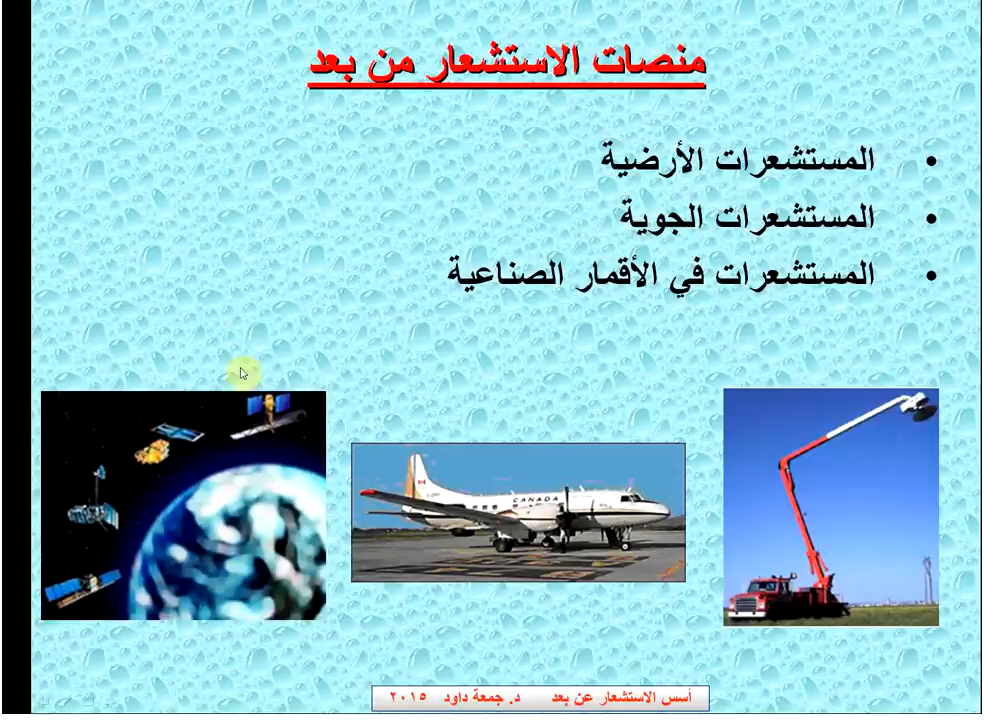 منصات الاستشعار من بعد
• المستشعرات الأرضية
• المستشعرات الجوية
• المستشعرات في الأقمار الصناعية
CANADA
أسس الاستشعار عن بعد د. جمعة داود ٢٠١٥